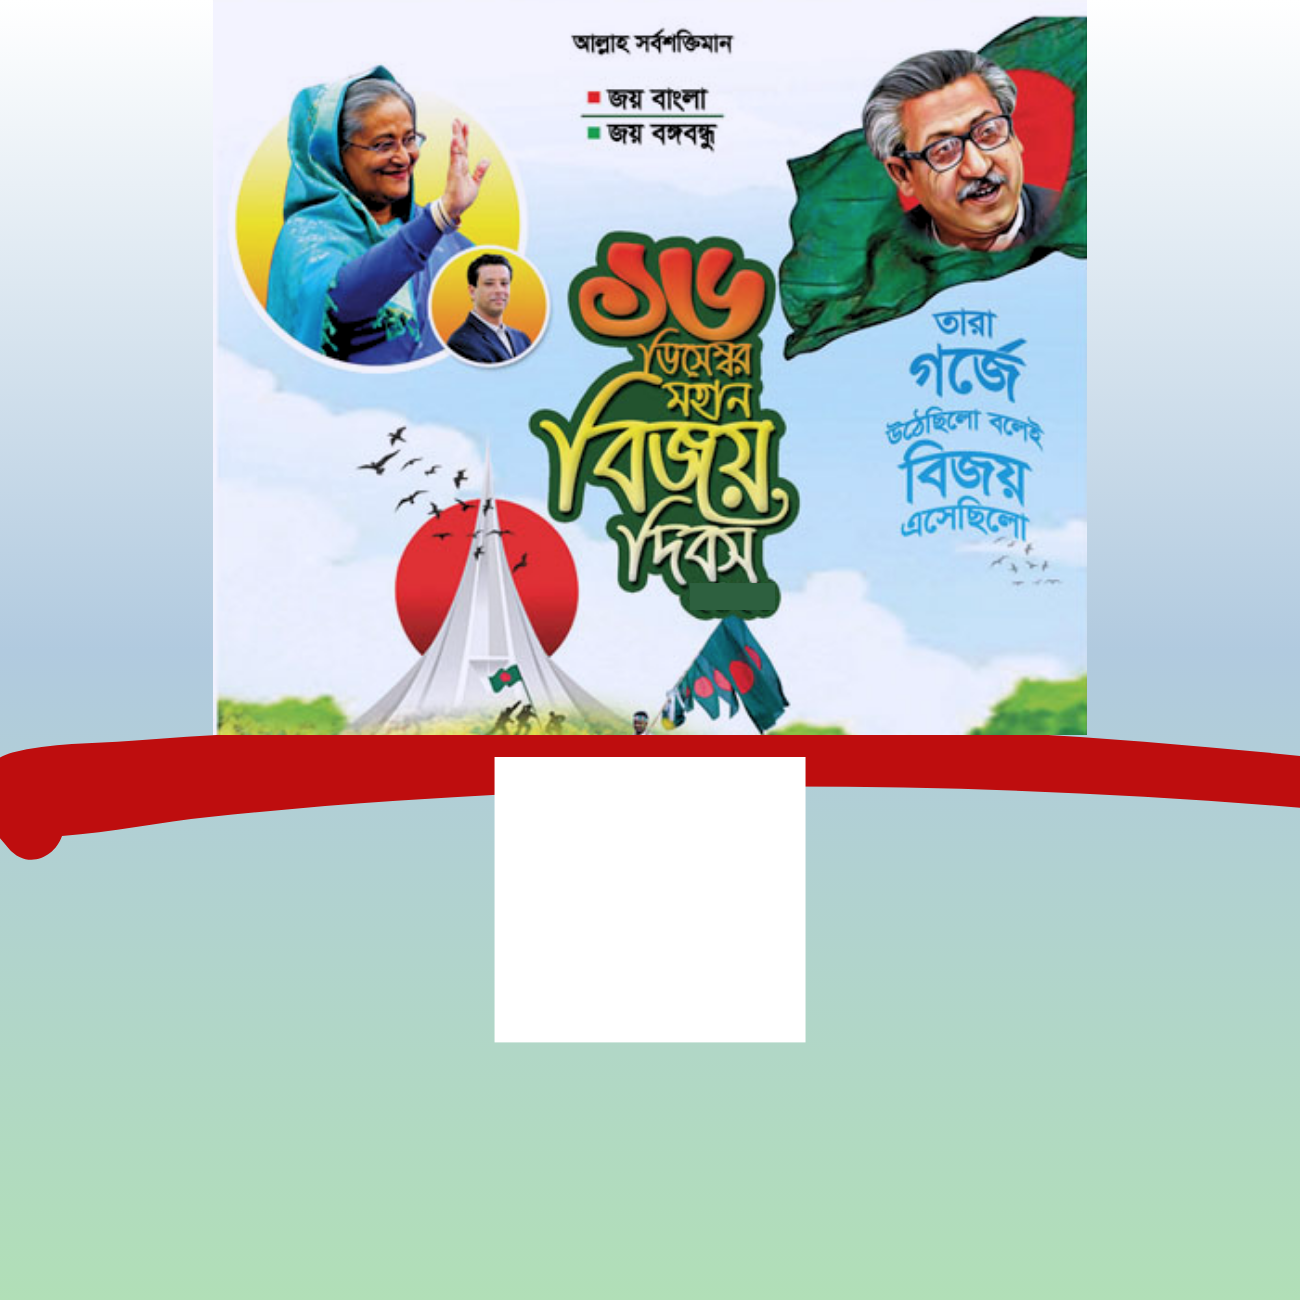 আল্লাহ সর্বশক্তিমান
জয় বাংলা
জয় বঙ্গবন্ধু
১৬
ডিসেম্বর
মহান
বিজয়
দিবস
তারা
গর্জে
উঠেছিলো বলেই
বিজয়
এসেছিলো